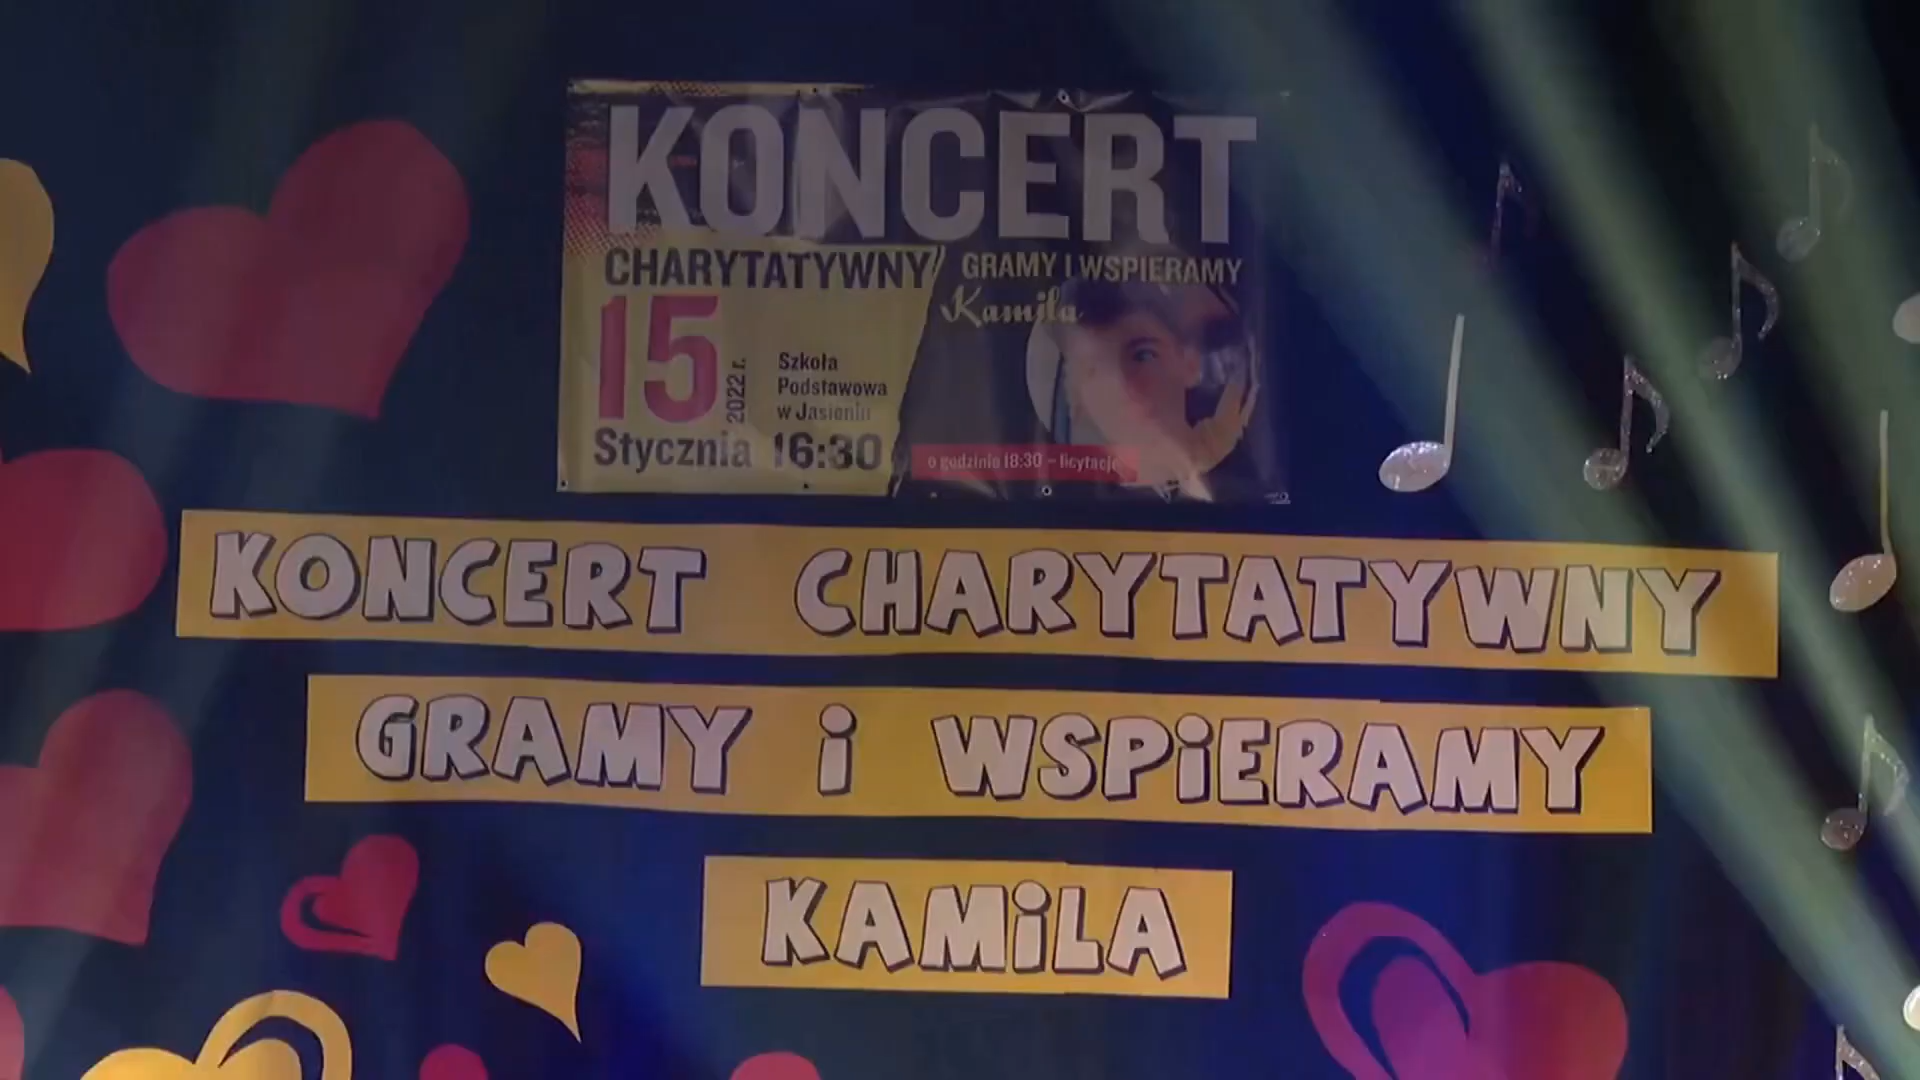 KONCERT
CHARYTATYWNY
GRAMY I WSPIERAMY
Kamila
15
2022 r.
Stycznia
Szkoła
Podstawowa
w Jasieniu
16:30
o godzinie 18:30 – licytacje
KONCERT CHARYTATYWNY
GRAMY i WSPiERAMY
KAMiLA